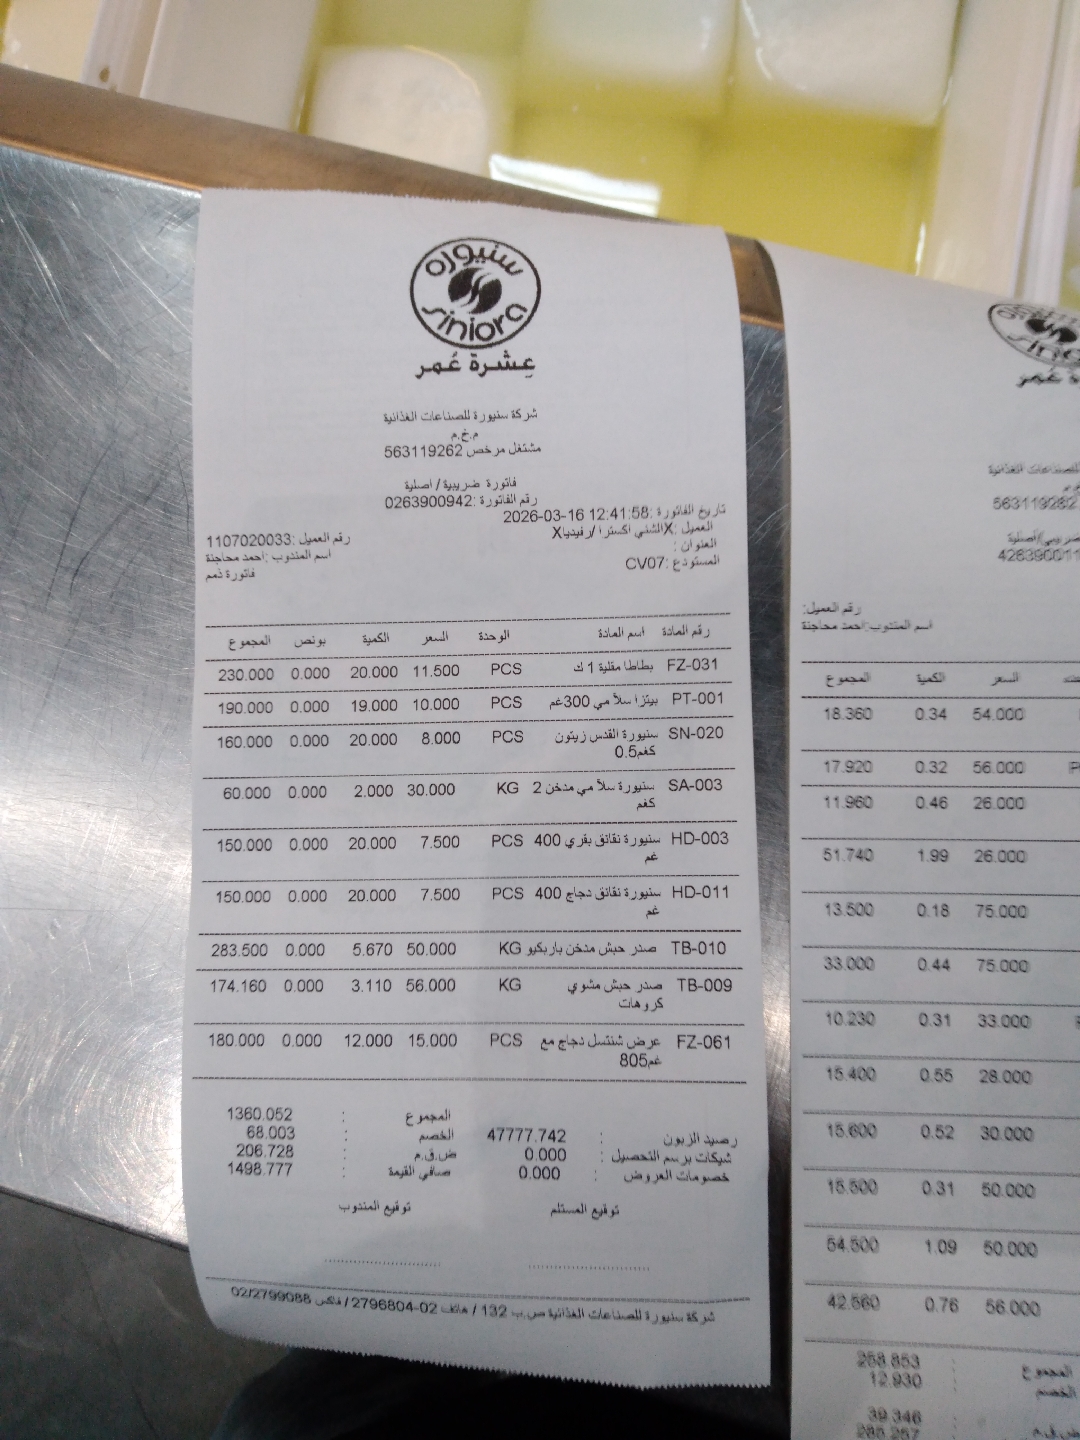 سنيورة
siniora
عِشرة عُمر
شركة سنيورة للصناعات الغذائية
م.خ.م
مشتغل مرخص 563119262
فاتورة ضريبية/ اصلية
رقم الفاتورة :0263900942
تاريخ الفاتورة :12:41:58 2026-03-16
العميل :Xالشني اكسترا /رفيدياX
رقم العميل :1107020033
العنوان :
اسم المندوب :احمد محاجنة
المستودع :CV07
فاتورة ذمم
رقم المادة اسم المادة الوحدة السعر الكمية بونص المجموع
FZ-031 بطاطا مقلية 1 ك PCS 11.500 20.000 0.000 230.000
PT-001 بيتزا سلامي 300غم PCS 10.000 19.000 0.000 190.000
SN-020 سنيورة القدس زيتون PCS 8.000 20.000 0.000 160.000
0.5كغم
SA-003 سنيورة سلامي مدخن 2 KG 30.000 2.000 0.000 60.000
كغم
HD-003 سنيورة نقانق بقري 400 PCS 7.500 20.000 0.000 150.000
غم
HD-011 سنيورة نقانق دجاج 400 PCS 7.500 20.000 0.000 150.000
غم
TB-010 صدر حبش مدخن باربكيو KG 50.000 5.670 0.000 283.500
TB-009 صدر حبش مشوي KG 56.000 3.110 0.000 174.160
كروهات
FZ-061 عرض شنتسل دجاج مع PCS 15.000 12.000 0.000 180.000
805غم
المجموع : 1360.052
رصيد الزبون : 47777.742
الخصم : 68.003
شيكات برسم التحصيل : 0.000
ض.ق.م : 206.728
خصومات العروض : 0.000
صافي القيمة : 1498.777
توقيع المستلم
توقيع المندوب
شركة سنيورة للصناعات الغذائية ص.ب 132 / هاتف 02-2796804 / فاكس 02/2799088
563119262
رقم العميل:
اسم المندوب:احمد محاجنة
السعر الكمية المجموع
54.000 0.34 18.360
56.000 0.32 17.920
26.000 0.46 11.960
26.000 1.99 51.740
75.000 0.18 13.500
75.000 0.44 33.000
33.000 0.31 10.230
28.000 0.55 15.400
30.000 0.52 15.600
50.000 0.31 15.500
50.000 1.09 54.500
56.000 0.76 42.560
المجموع : 258.853
الخصم : 12.930
ض.ق.م : 39.346